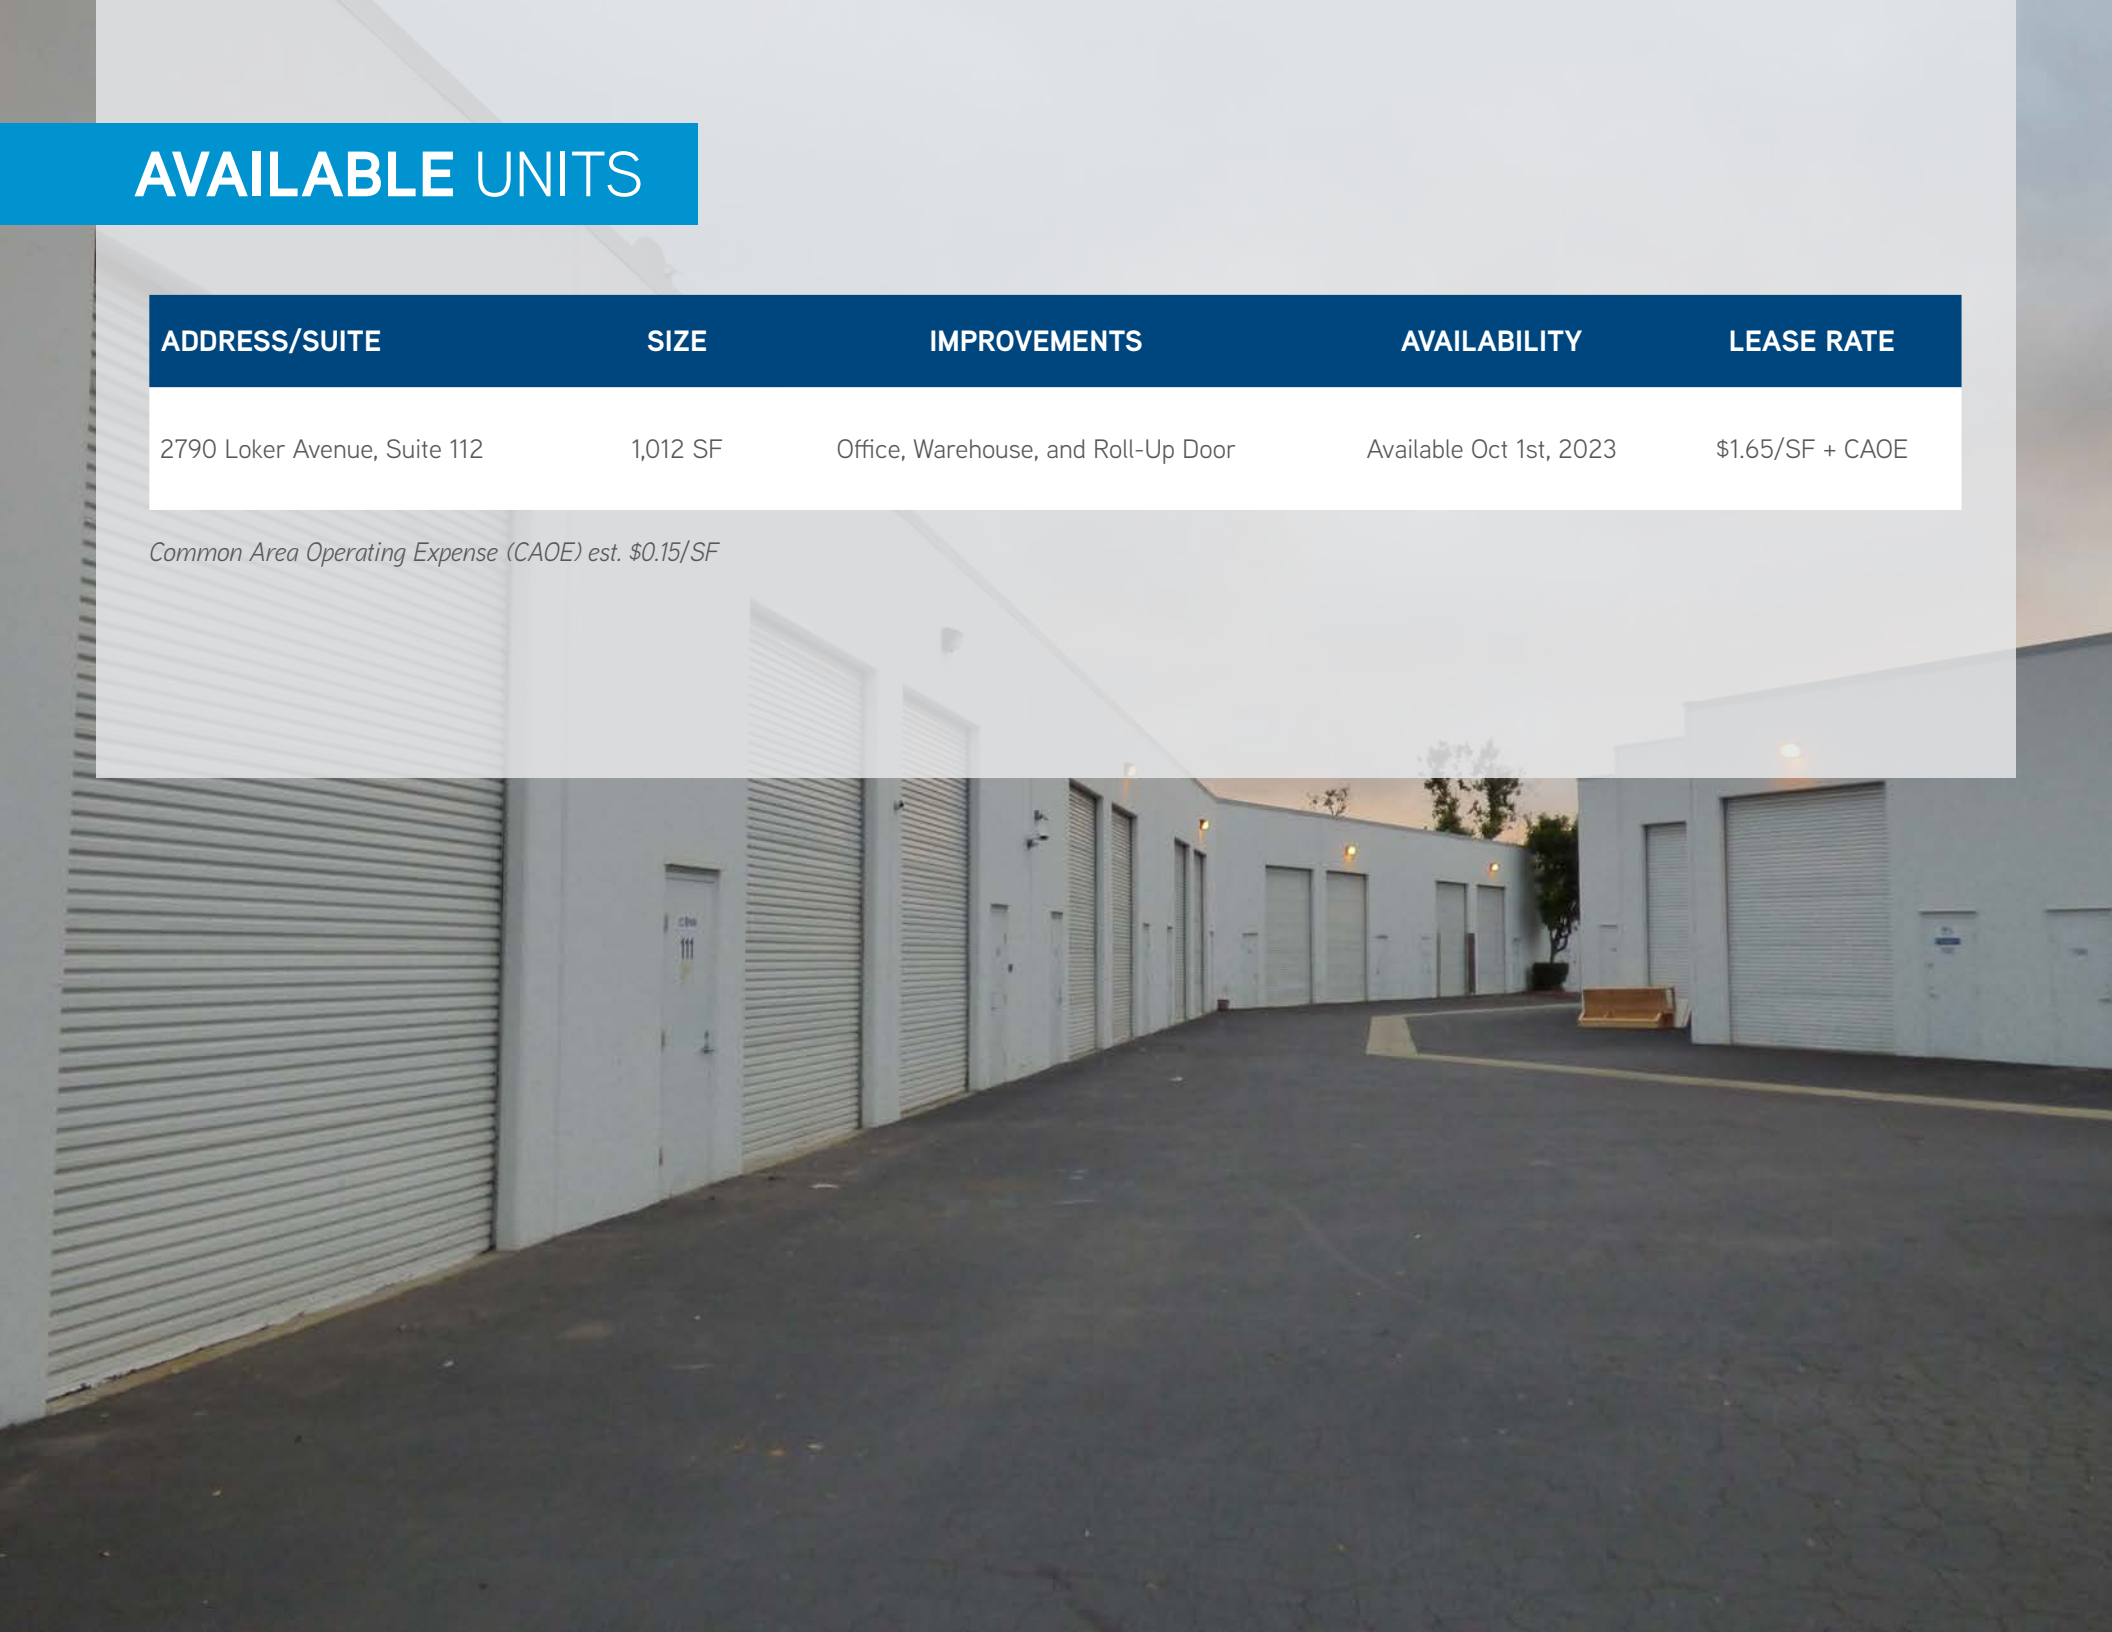 AVAILABLE UNITS
ADDRESS/SUITE SIZE IMPROVEMENTS AVAILABILITY LEASE RATE
2790 Loker Avenue, Suite 112 1,012 SF Office, Warehouse, and Roll-Up Door Available Oct 1st, 2023 $1.65/SF + CAOE
Common Area Operating Expense (CAOE) est. $0.15/SF
111